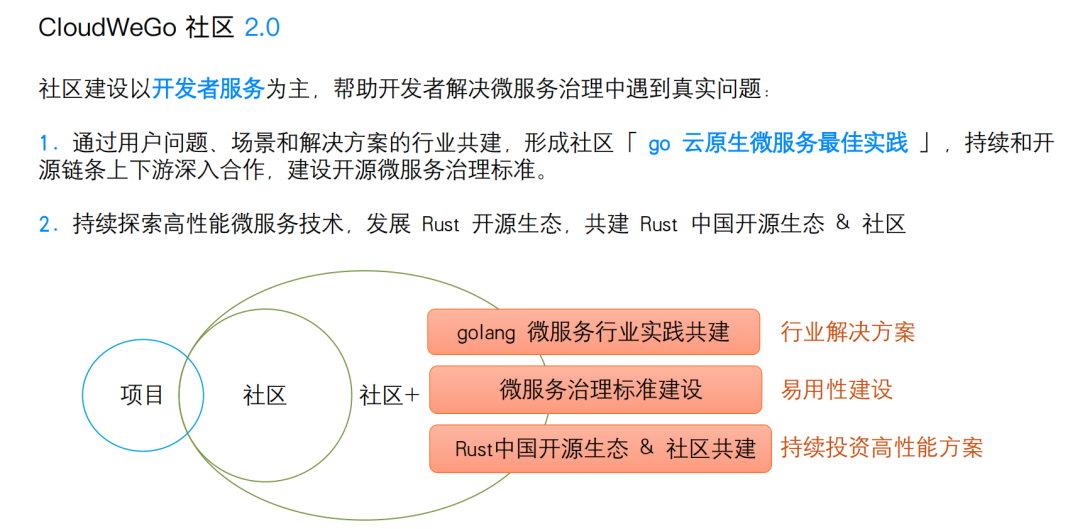 CloudWeGo 社区 2.0
社区建设以开发者服务为主，帮助开发者解决微服务治理中遇到真实问题：
1. 通过用户问题、场景和解决方案的行业共建，形成社区「 go 云原生微服务最佳实践 」，持续和开
源链条上下游深入合作，建设开源微服务治理标准。
2. 持续探索高性能微服务技术，发展 Rust 开源生态，共建 Rust 中国开源生态 & 社区
golang 微服务行业实践共建
行业解决方案
项目
社区
社区+
微服务治理标准建设
易用性建设
Rust中国开源生态 & 社区共建
持续投资高性能方案